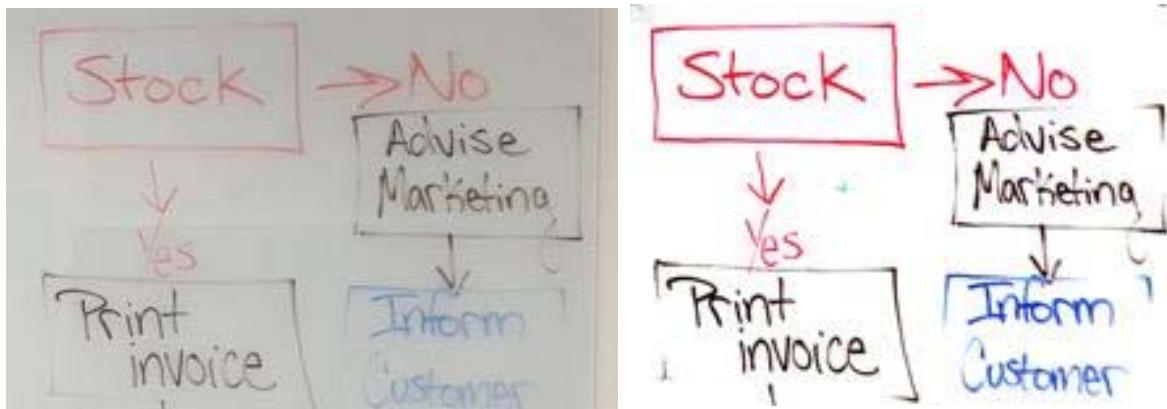 Stock → No
Advise
Marketing
Yes
Print
invoice
Inform
Customer
Stock → No
Advise
Marketing
Yes
Print
invoice
Inform
Customer